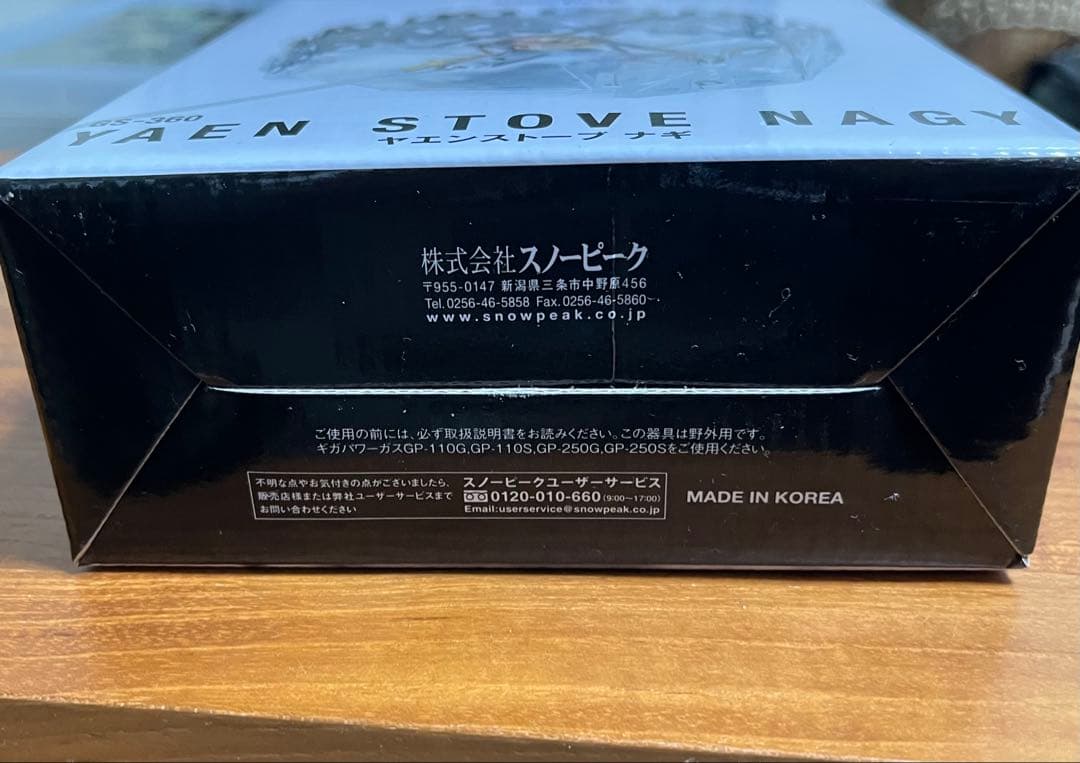 GS-360
YAEN STOVE NAGY
ヤエンストーブ ナギ
株式会社スノーピーク
〒955-0147 新潟県三条市中野原456
Tel.0256-46-5858 Fax.0256-46-5860
www.snowpeak.co.jp
ご使用の前には、必ず取扱説明書をお読みください。この器具は野外用です。
ギガパワーガスGP-110G,GP-110S,GP-250G,GP-250Sをご使用ください。
不明な点やお気付きの点がございましたら、
販売店様または弊社ユーザーサービスまで
お問い合わせください
スノーピークユーザーサービス
0120-010-660 (9:00〜17:00)
Email:userservice@snowpeak.co.jp
MADE IN KOREA